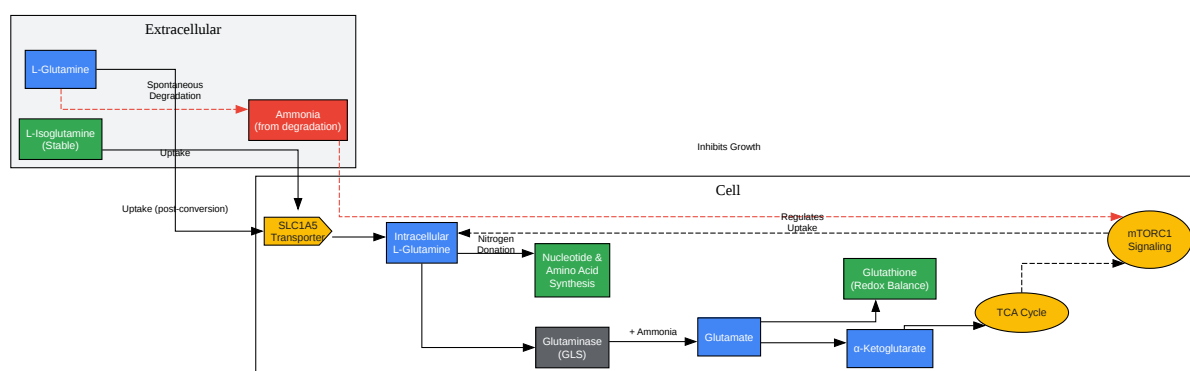 Extracellular
L-Glutamine
Spontaneous
Degradation
Ammonia
(from degradation)
L-Isoglutamine
(Stable)
Uptake
Inhibits Growth
Cell
Uptake (post-conversion)
SLC1A5
Transporter
Intracellular
L-Glutamine
Nitrogen
Donation
Nucleotide &
Amino Acid
Synthesis
Regulates
Uptake
mTORC1
Signaling
Glutathione
(Redox Balance)
TCA Cycle
Glutaminase
(GLS)
+ Ammonia
Glutamate
α-Ketoglutarate